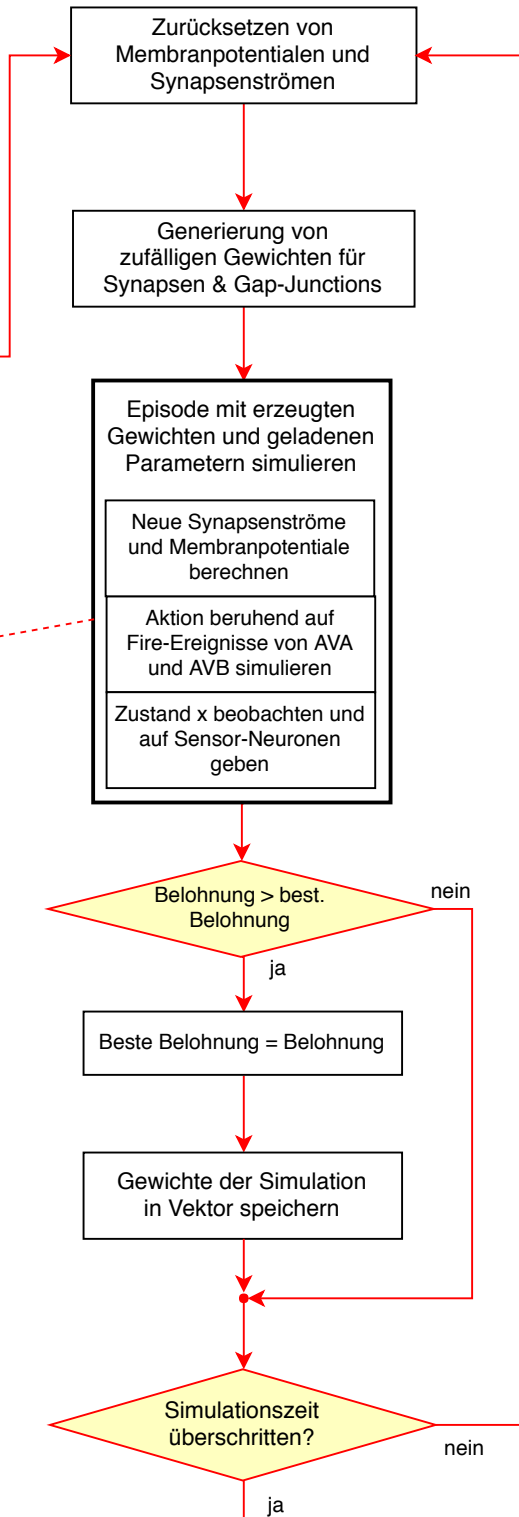 Zurücksetzen von
Membranpotentialen und
Synapsenströmen
Generierung von
zufälligen Gewichten für
Synapsen & Gap-Junctions
Episode mit erzeugten
Gewichten und geladenen
Parametern simulieren
Neue Synapsenströme
und Membranpotentiale
berechnen
Aktion beruhend auf
Fire-Ereignisse von AVA
und AVB simulieren
Zustand x beobachten und
auf Sensor-Neuronen
geben
Belohnung > best.
Belohnung
nein
ja
Beste Belohnung = Belohnung
Gewichte der Simulation
in Vektor speichern
Simulationszeit
überschritten?
nein
ja